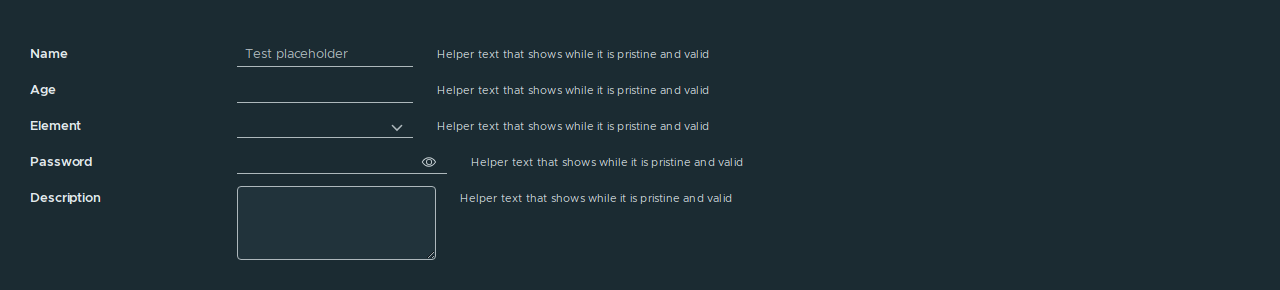 Name Test placeholder Helper text that shows while it is pristine and valid
Age Helper text that shows while it is pristine and valid
Element Helper text that shows while it is pristine and valid
Password Helper text that shows while it is pristine and valid
Description Helper text that shows while it is pristine and valid